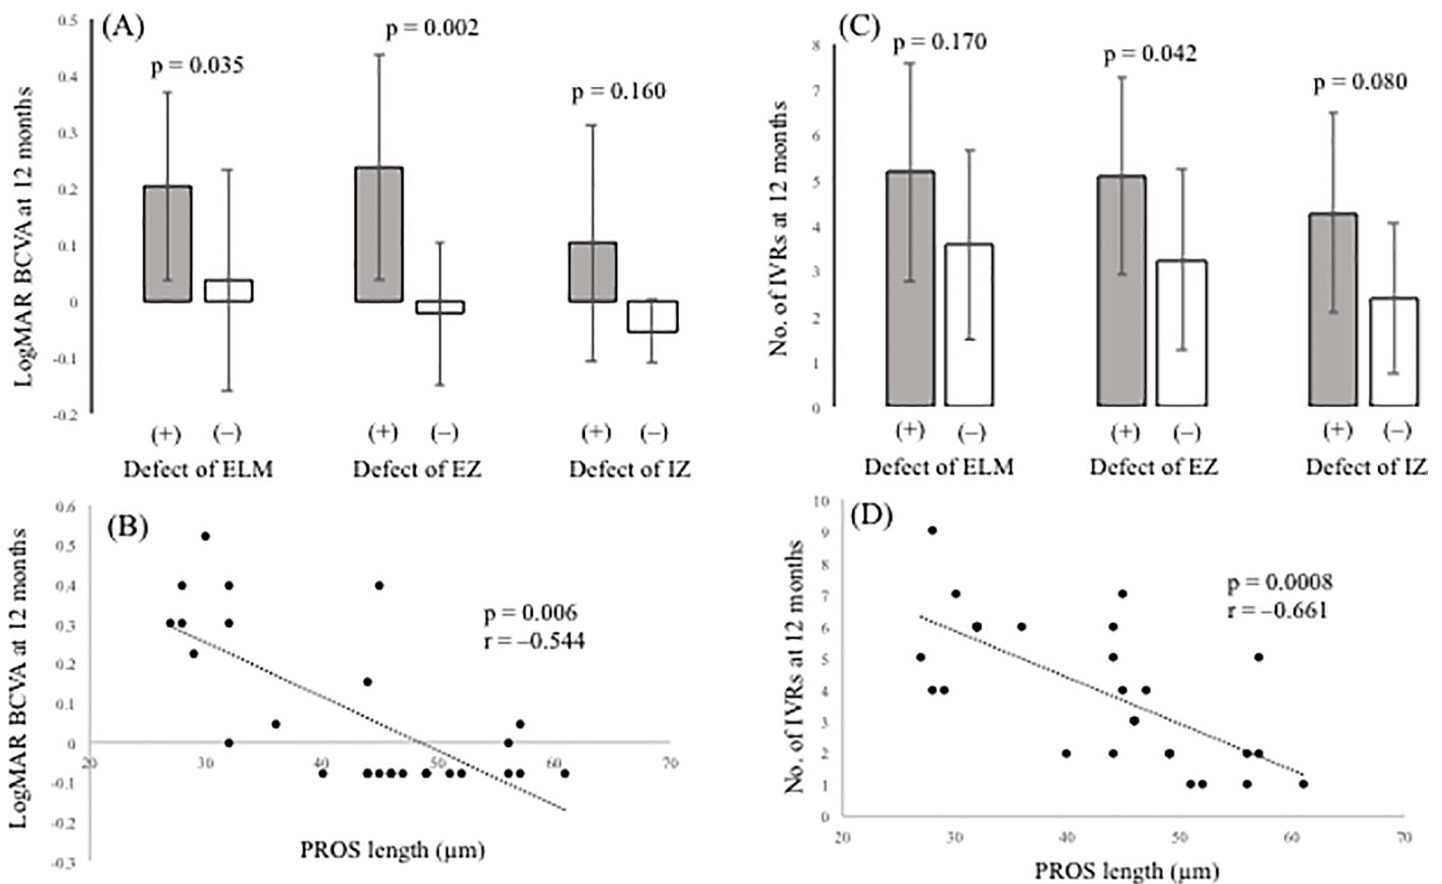 (A)
LogMAR BCVA at 12 months
0.5
0.4
0.3
0.2
0.1
0
-0.1
-0.2
p = 0.035
p = 0.002
p = 0.160
(+) (–) (+) (–) (+) (–)
Defect of ELM Defect of EZ Defect of IZ
(C)
No. of IVRs at 12 months
8
7
6
5
4
3
2
1
0
p = 0.170
p = 0.042
p = 0.080
(+) (–) (+) (–) (+) (–)
Defect of ELM Defect of EZ Defect of IZ
(B)
LogMAR BCVA at 12 months
0.6
0.5
0.4
0.3
0.2
0.1
0
-0.1
-0.2
-0.3
20 30 40 50 60 70
p = 0.006
r = –0.544
PROS length (µm)
(D)
No. of IVRs at 12 months
10
9
8
7
6
5
4
3
2
1
0
20 30 40 50 60 70
p = 0.0008
r = –0.661
PROS length (µm)